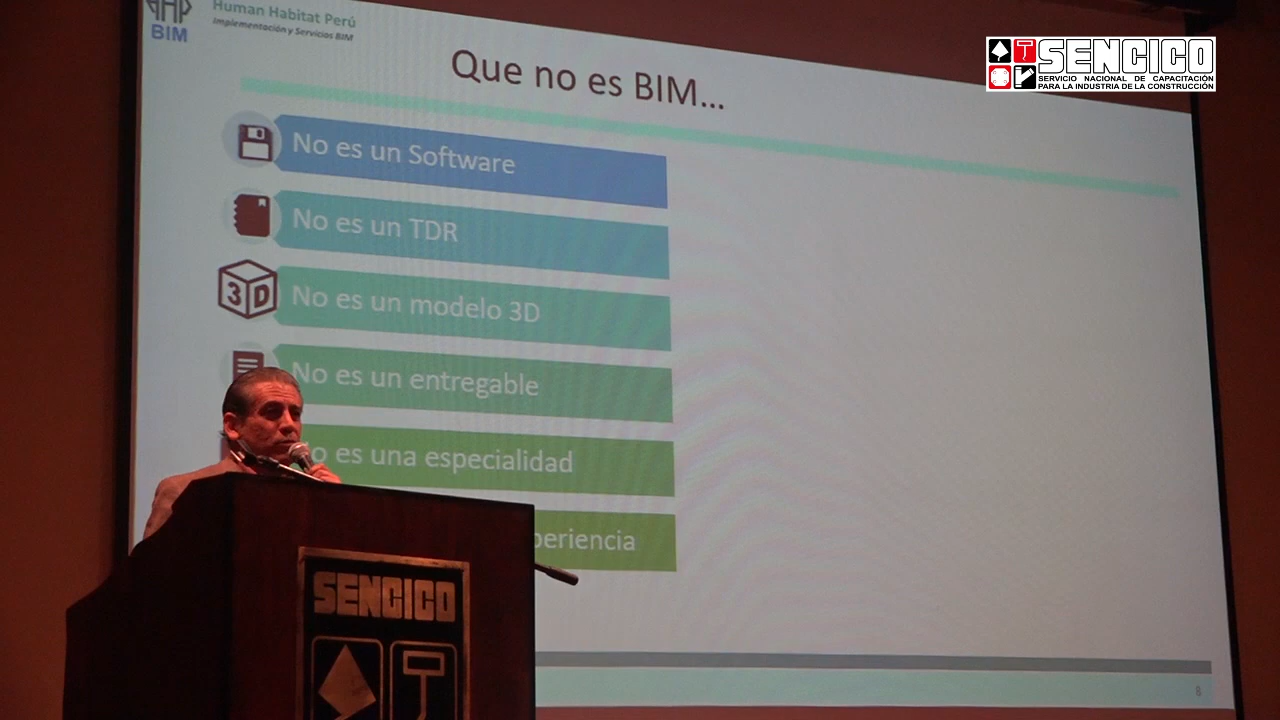 HHP
BIM
Human Habitat Perú
Implementación y Servicios BIM
SENCICO
SERVICIO NACIONAL DE CAPACITACIÓN
PARA LA INDUSTRIA DE LA CONSTRUCCIÓN
Que no es BIM...
No es un Software
No es un TDR
3D
No es un modelo 3D
No es un entregable
o es una especialidad
periencia
SENCICO
8